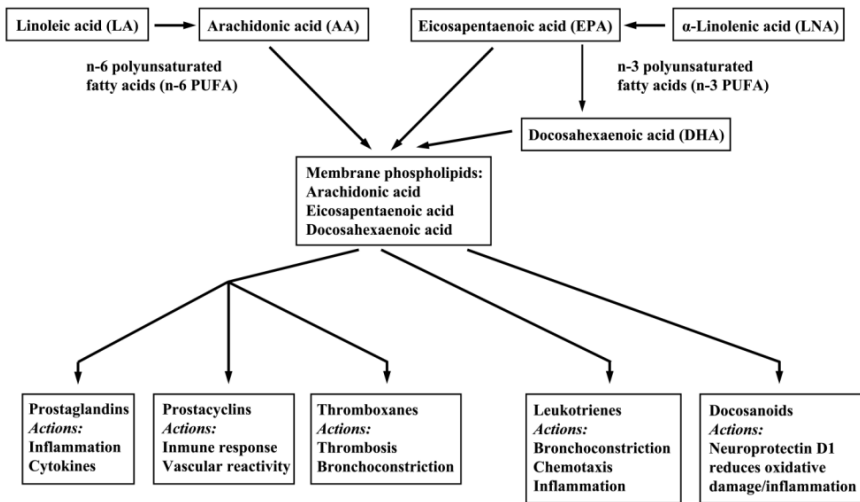 Linoleic acid (LA)
Arachidonic acid (AA)
Eicosapentaenoic acid (EPA)
α-Linolenic acid (LNA)
n-6 polyunsaturated
fatty acids (n-6 PUFA)
n-3 polyunsaturated
fatty acids (n-3 PUFA)
Docosahexaenoic acid (DHA)
Membrane phospholipids:
Arachidonic acid
Eicosapentaenoic acid
Docosahexaenoic acid
Prostaglandins
Actions:
Inflammation
Cytokines
Prostacyclins
Actions:
Inmune response
Vascular reactivity
Thromboxanes
Actions:
Thrombosis
Bronchoconstriction
Leukotrienes
Actions:
Bronchoconstriction
Chemotaxis
Inflammation
Docosanoids
Actions:
Neuroprotectin D1
reduces oxidative
damage/inflammation